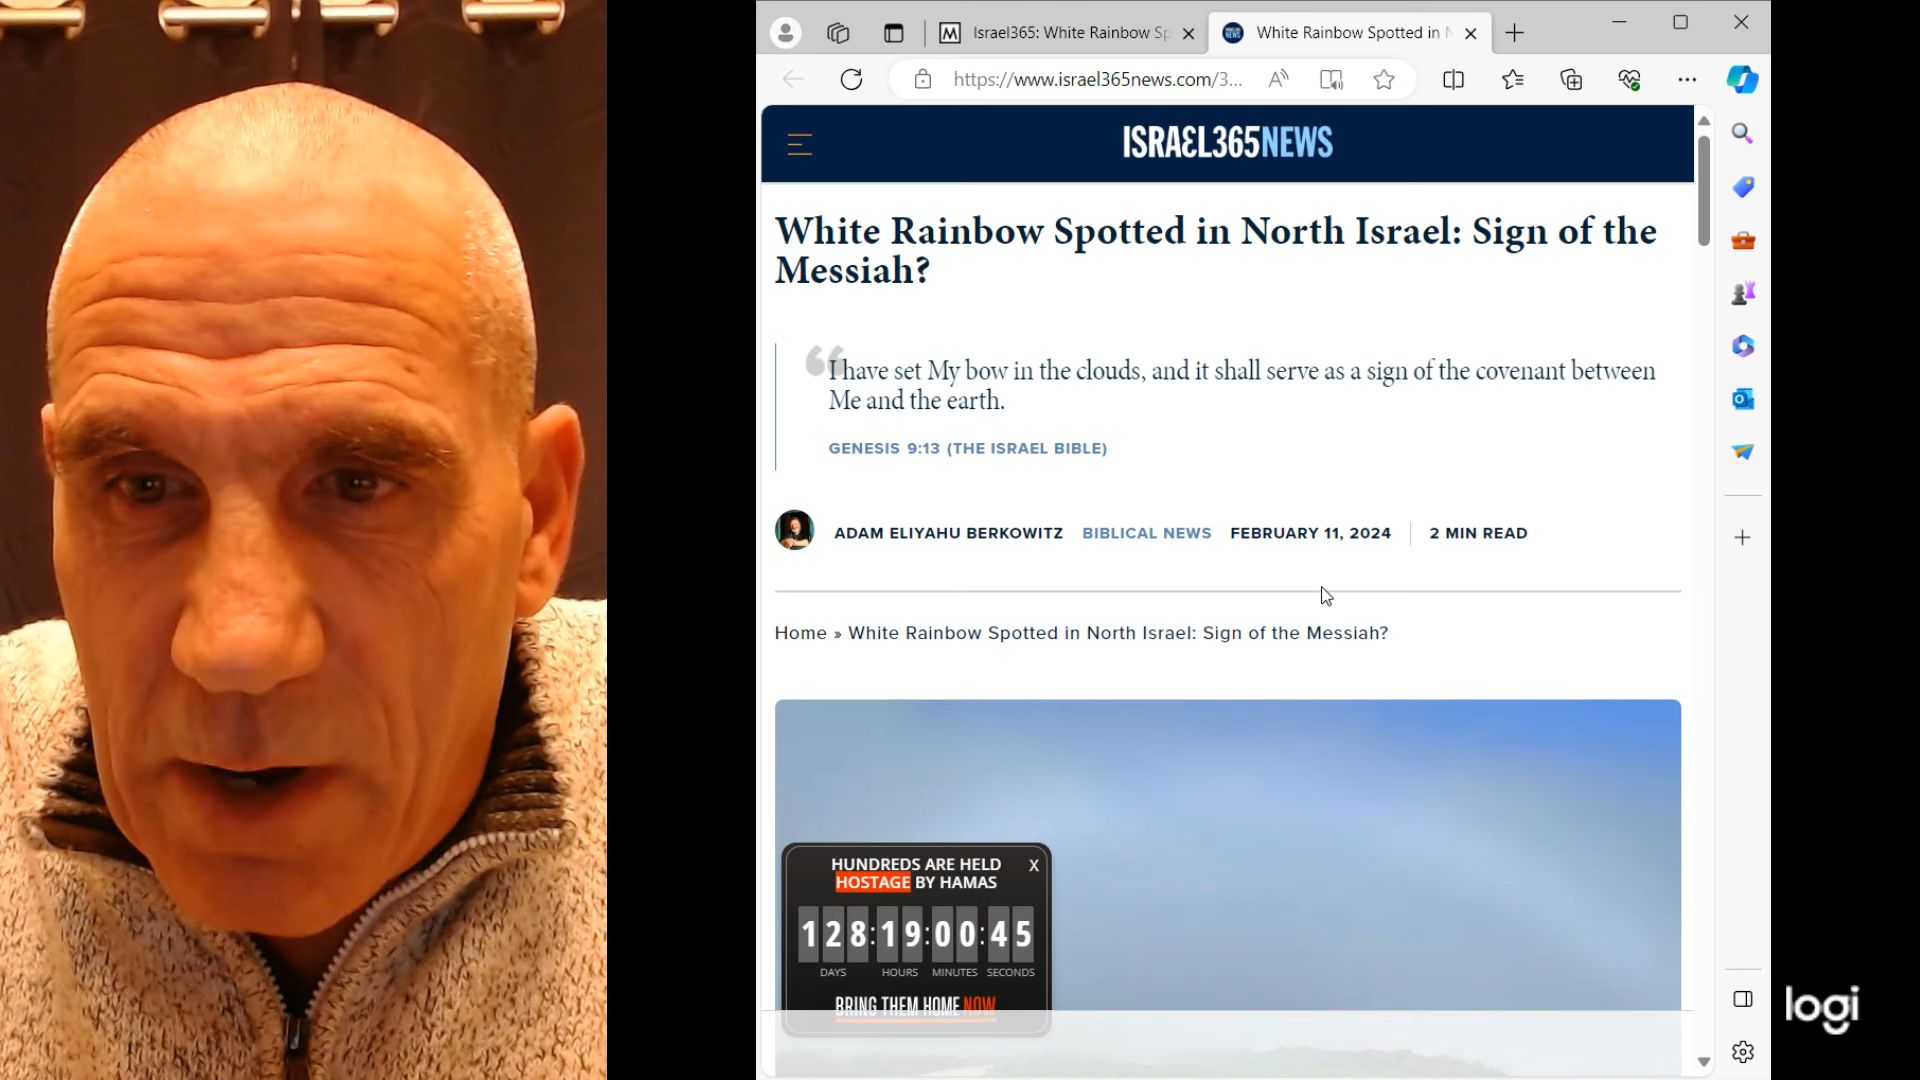 Israel365: White Rainbow Sp
White Rainbow Spotted in N
https://www.israel365news.com/3...
ISRAΕL365NEWS
White Rainbow Spotted in North Israel: Sign of the
Messiah?
I have set My bow in the clouds, and it shall serve as a sign of the covenant between
Me and the earth.
GENESIS 9:13 (THE ISRAEL BIBLE)
ADAM ELIYAHU BERKOWITZ BIBLICAL NEWS FEBRUARY 11, 2024 2 MIN READ
Home » White Rainbow Spotted in North Israel: Sign of the Messiah?
HUNDREDS ARE HELD X
HOSTAGE BY HAMAS
128:19:00:45
DAYS HOURS MINUTES SECONDS
BRING THEM HOME NOW
logi